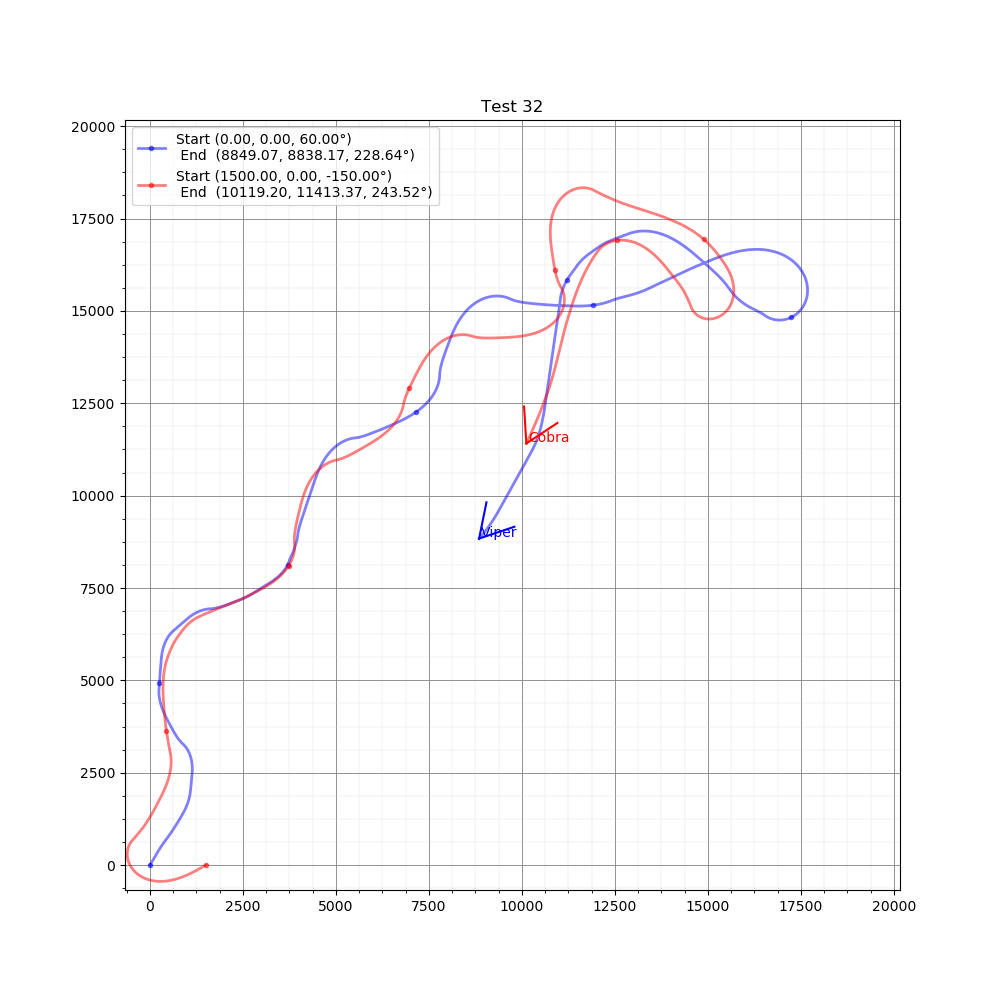 Test 32
Start (0.00, 0.00, 60.00°)
End (8849.07, 8838.17, 228.64°)
Start (1500.00, 0.00, -150.00°)
End (10119.20, 11413.37, 243.52°)
20000
17500
15000
12500
10000
7500
5000
2500
0
Cobra
Viper
0 2500 5000 7500 10000 12500 15000 17500 20000